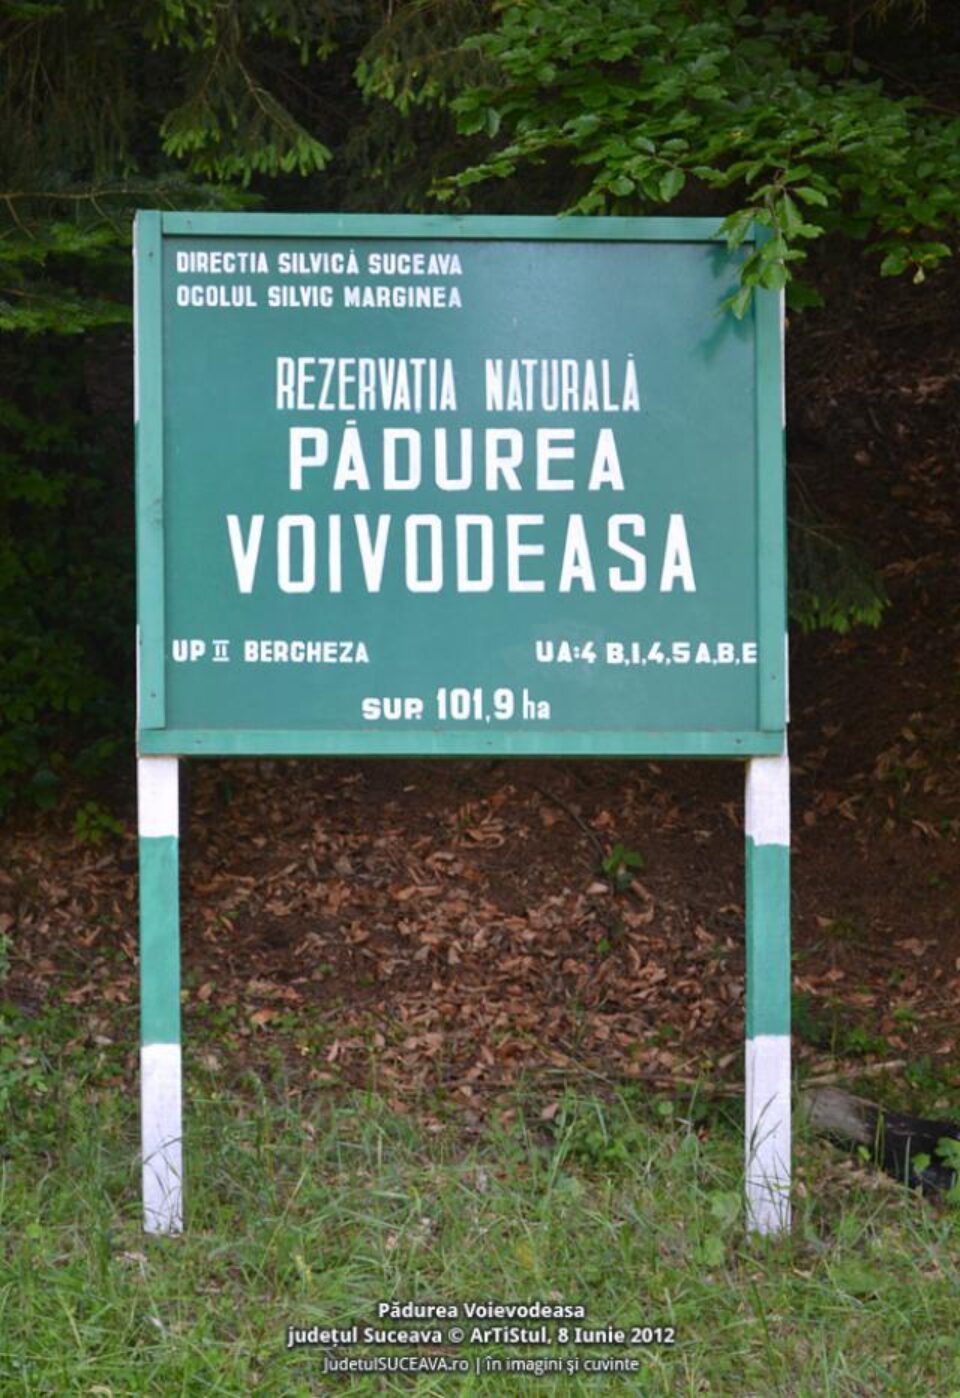 DIRECTIA SILVICĂ SUCEAVA
OCOLUL SILVIC MARGINEA
REZERVAȚIA NATURALĂ
PĂDUREA
VOIVODEASA
UP II BERCHEZA
UA:4 B,1,4,5 A,B,E
SUP. 101,9 ha
Pădurea Voievodeasa
județul Suceava © ArTiStul, 8 Iunie 2012
JudetulSUCEAVA.ro | în imagini și cuvinte